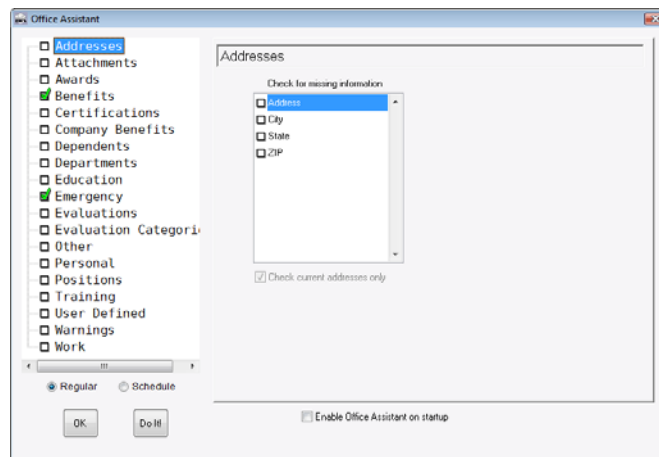 Office Assistant
Addresses
Attachments
Awards
Benefits
Certifications
Company Benefits
Dependents
Departments
Education
Emergency
Evaluations
Evaluation Categori
Other
Personal
Positions
Training
User Defined
Warnings
Work
Regular
Schedule
OK
Do It!
Addresses
Check for missing information
Address
City
State
ZIP
Check current addresses only
Enable Office Assistant on startup